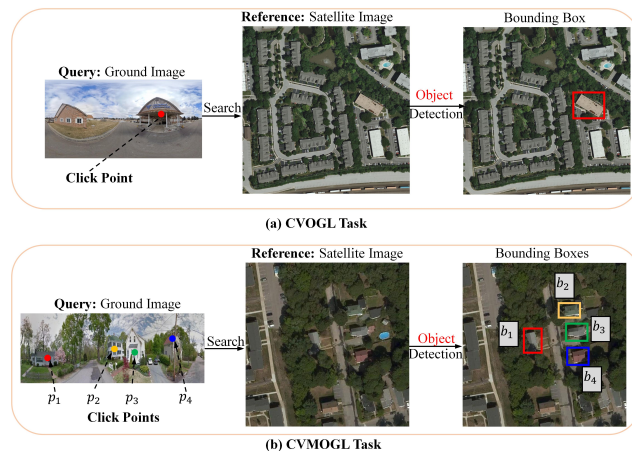 Reference: Satellite Image
Bounding Box
Query: Ground Image
Search
Object
Detection
Click Point
(a) CVOGL Task
Reference: Satellite Image
Bounding Boxes
Query: Ground Image
Search
Object
Detection
b₂
b₁
b₃
b₄
p₁ p₂ p₃ p₄
Click Points
(b) CVMOGL Task